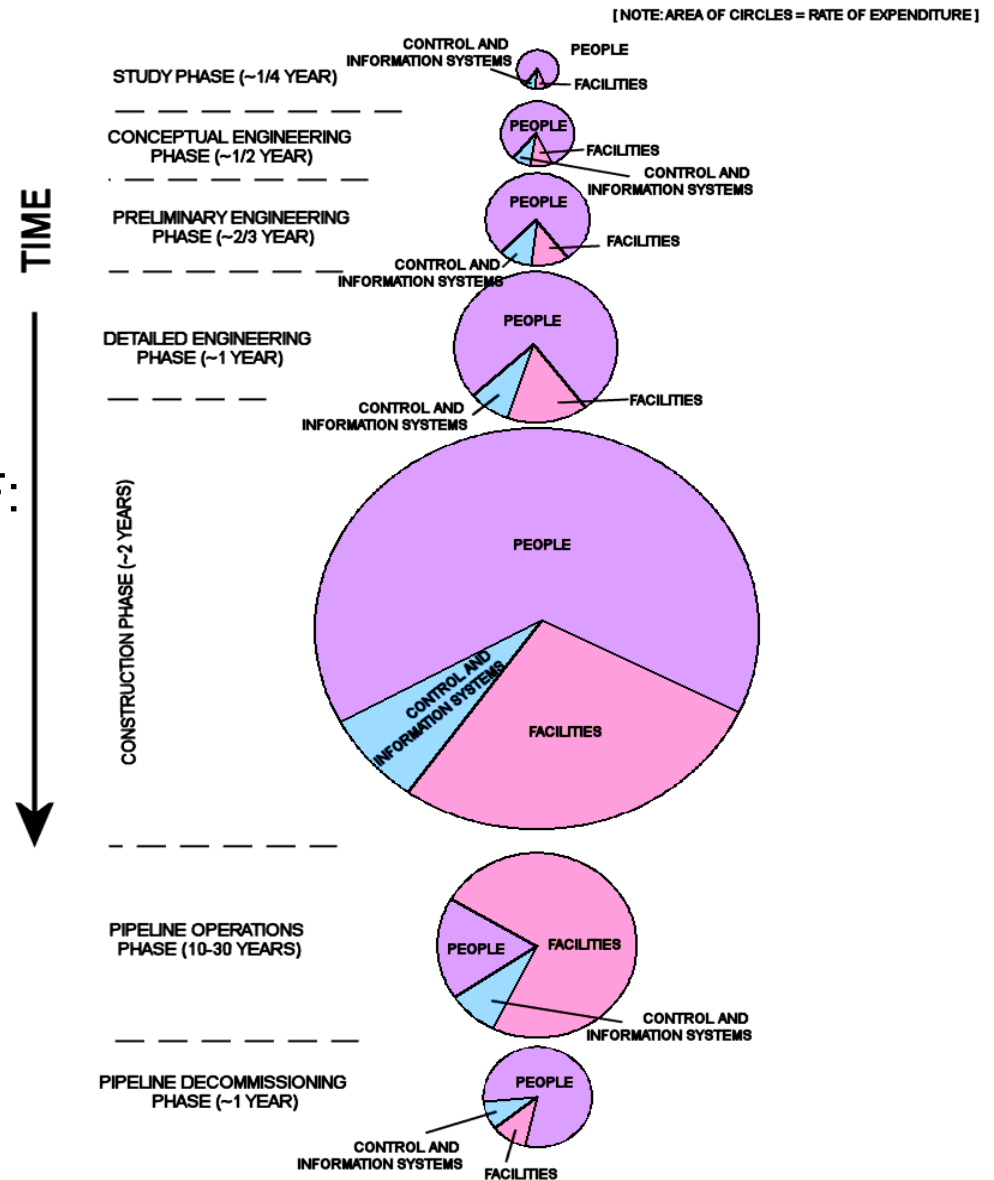 [ NOTE: AREA OF CIRCLES = RATE OF EXPENDITURE ]
CONTROL AND
INFORMATION SYSTEMS
PEOPLE
FACILITIES
STUDY PHASE (~1/4 YEAR)
CONCEPTUAL ENGINEERING
PHASE (~1/2 YEAR)
PEOPLE
FACILITIES
CONTROL AND
INFORMATION SYSTEMS
TIME
PRELIMINARY ENGINEERING
PHASE (~2/3 YEAR)
PEOPLE
FACILITIES
CONTROL AND
INFORMATION SYSTEMS
DETAILED ENGINEERING
PHASE (~1 YEAR)
PEOPLE
FACILITIES
CONTROL AND
INFORMATION SYSTEMS
CONSTRUCTION PHASE (~2 YEARS)
PEOPLE
CONTROL AND
INFORMATION SYSTEMS
FACILITIES
PIPELINE OPERATIONS
PHASE (10-30 YEARS)
PEOPLE
FACILITIES
CONTROL AND
INFORMATION SYSTEMS
PIPELINE DECOMMISSIONING
PHASE (~1 YEAR)
PEOPLE
CONTROL AND
INFORMATION SYSTEMS
FACILITIES